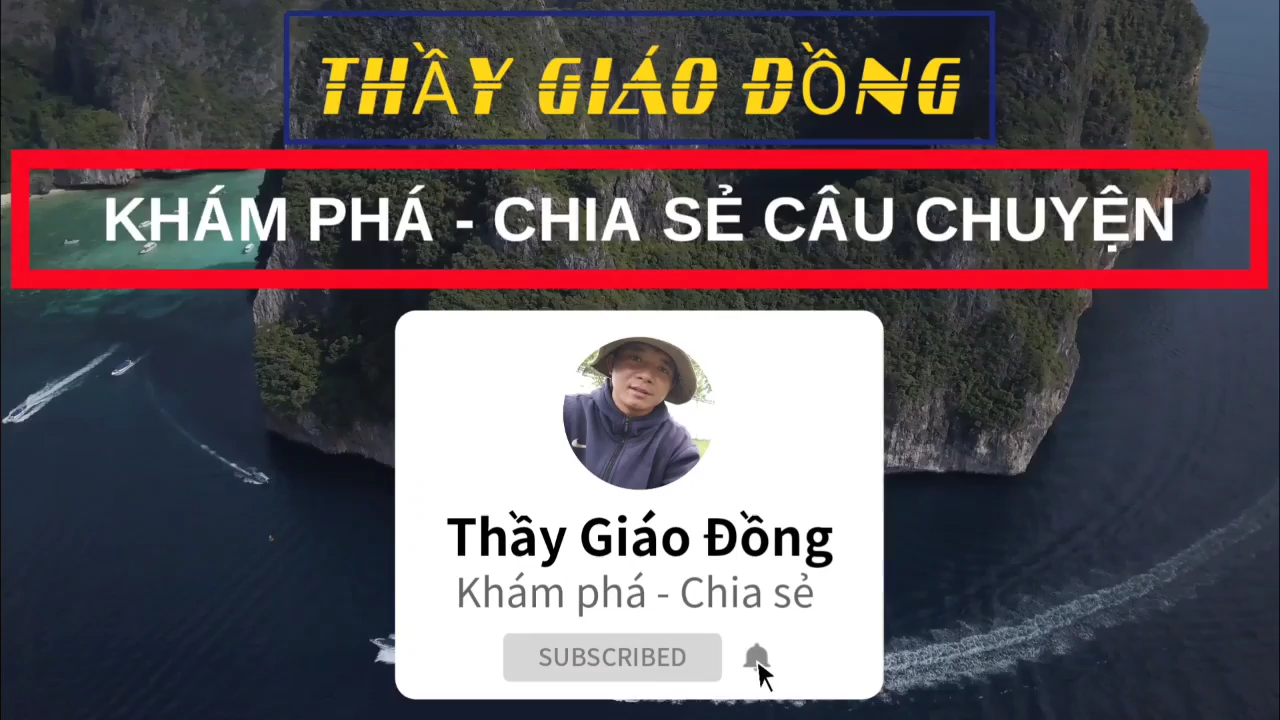 THẦY GIÁO ĐỒNG
KHÁM PHÁ - CHIA SẺ CÂU CHUYỆN
Thầy Giáo Đồng
Khám phá - Chia sẻ
SUBSCRIBED